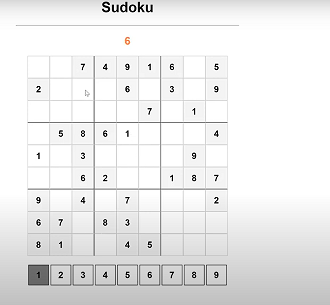 Sudoku
6
7 4 9 1 6 5
2 6 3 9
7 1
5 8 6 1 4
1 3 9
6 2 1 8 7
9 4 7 2
6 7 8 3
8 1 4 5
1 2 3 4 5 6 7 8 9